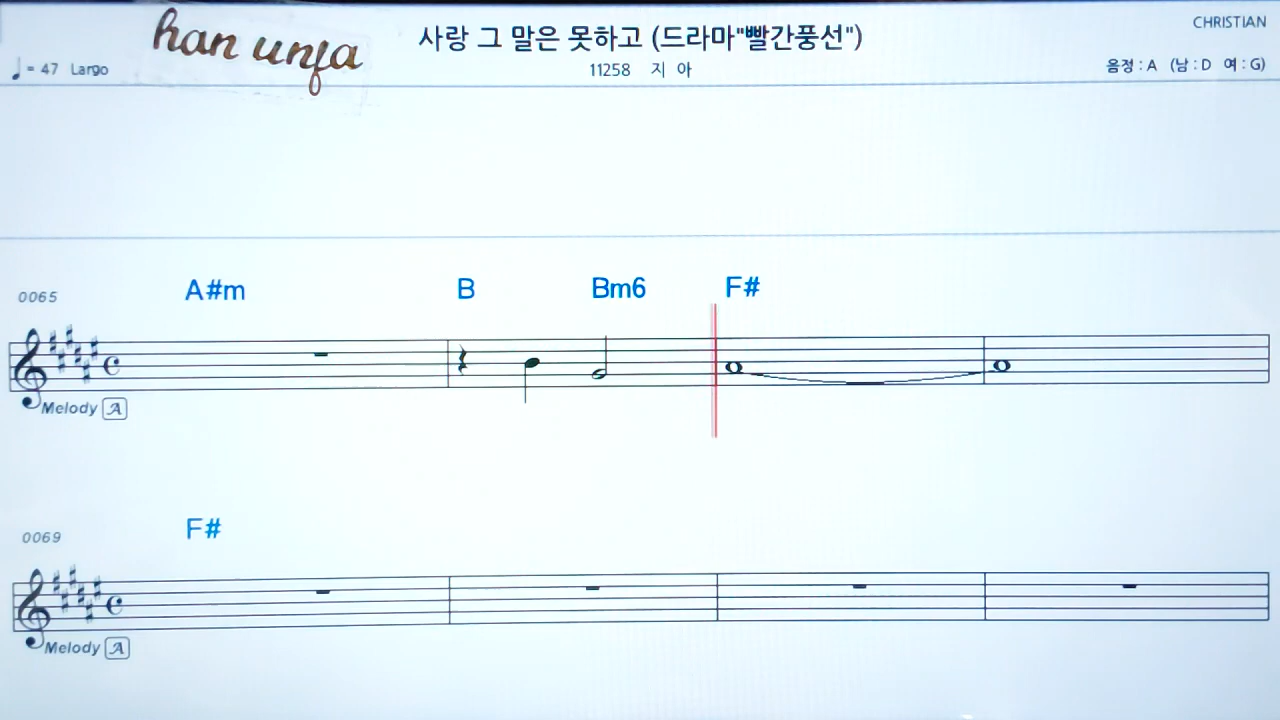 han unfa
사랑 그 말은 못하고 (드라마"빨간풍선")
CHRISTIAN
♩= 47 Largo
11258 지 아
음정 : A (남 : D 여 : G)
0065
A#m B Bm6 F#
Melody A
0069
F#
Melody A